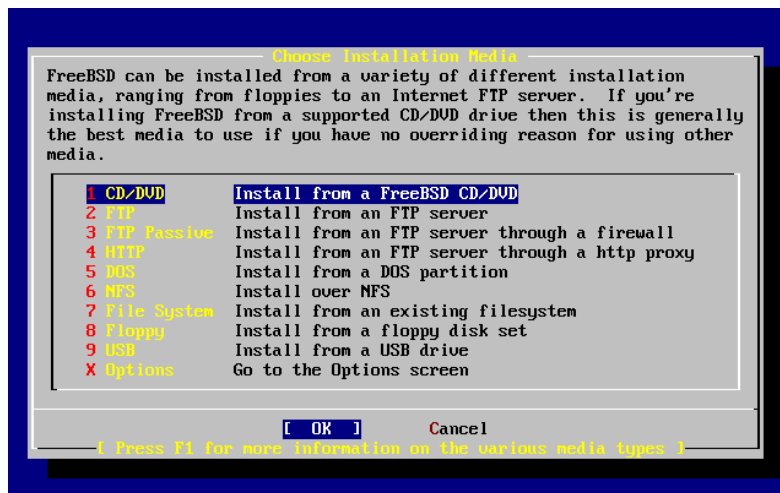 Choose Installation Media
FreeBSD can be installed from a variety of different installation
media, ranging from floppies to an Internet FTP server.  If you're
installing FreeBSD from a supported CD/DVD drive then this is generally
the best media to use if you have no overriding reason for using other
media.
1 CD/DVD Install from a FreeBSD CD/DVD
2 FTP Install from an FTP server
3 FTP Passive Install from an FTP server through a firewall
4 HTTP Install from an FTP server through a http proxy
5 DOS Install from a DOS partition
6 NFS Install over NFS
7 File System Install from an existing filesystem
8 Floppy Install from a floppy disk set
9 USB Install from a USB drive
X Options Go to the Options screen
[ OK ] Cancel
[ Press F1 for more information on the various media types ]